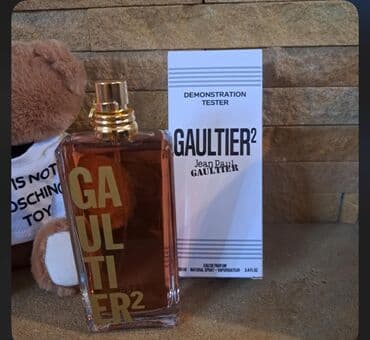 DEMONSTRATION
TESTER
GAULTIER²
Jean Paul
GAULTIER
EAU DE PARFUM
NATURAL SPRAY - VAPORISATEUR 3.4 FL.OZ
GA
UL
TI
ER²
IS NOT
TOY